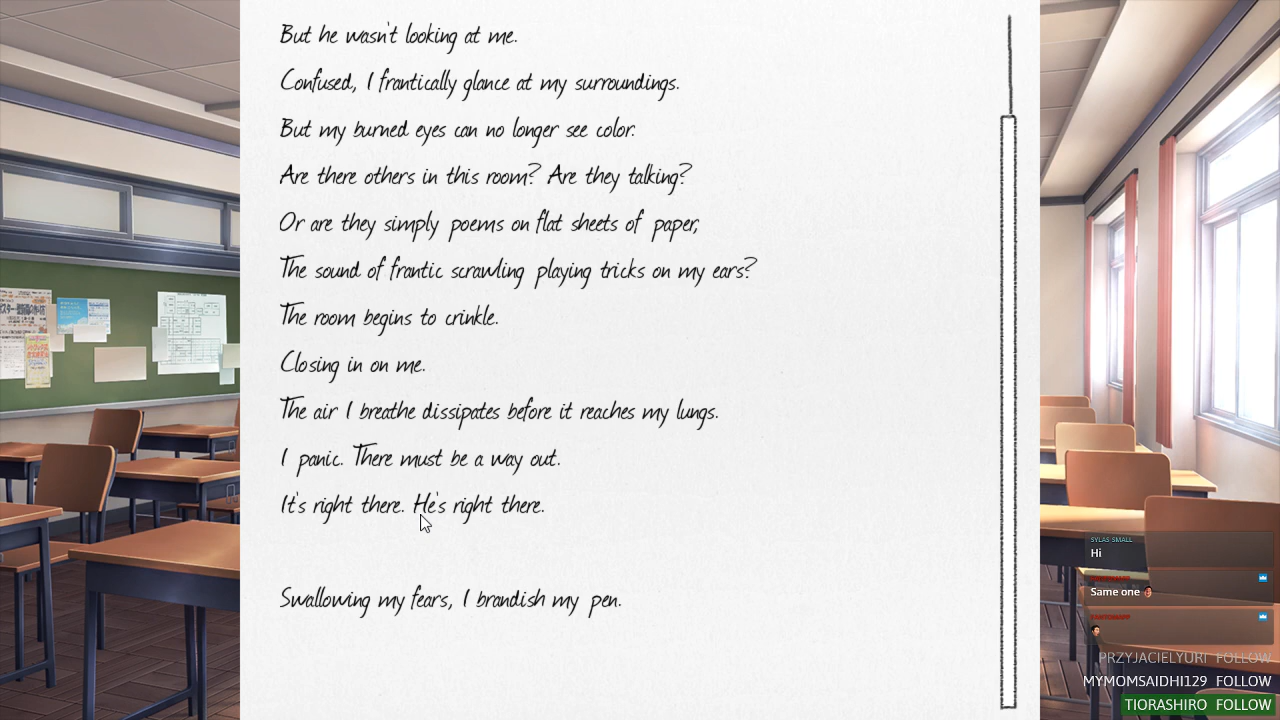 But he wasn't looking at me.
Confused, I frantically glance at my surroundings.
But my burned eyes can no longer see color.
Are there others in this room? Are they talking?
Or are they simply poems on flat sheets of paper,
The sound of frantic scrawling playing tricks on my ears?
The room begins to crinkle.
Closing in on me.
The air I breathe dissipates before it reaches my lungs.
I panic. There must be a way out.
It's right there. He's right there.
Swallowing my fears, I brandish my pen.
SYLAS SMALL
Hi
Same one
PRZYJACIELYURI FOLLOW
MYMOMSAIDHI129 FOLLOW
TIORASHIRO FOLLOW